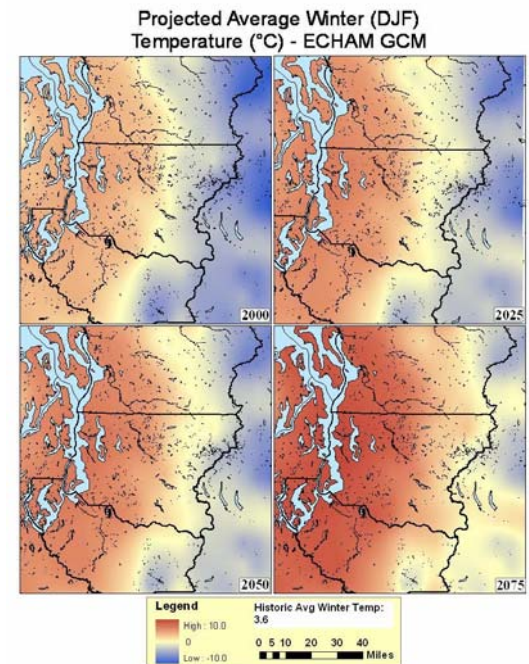 Projected Average Winter (DJF)
Temperature (°C) - ECHAM GCM
2000
2025
2050
2075
Legend
High : 10.0
0
Low : -10.0
Historic Avg Winter Temp:
3.6
0 5 10 20 30 40
Miles